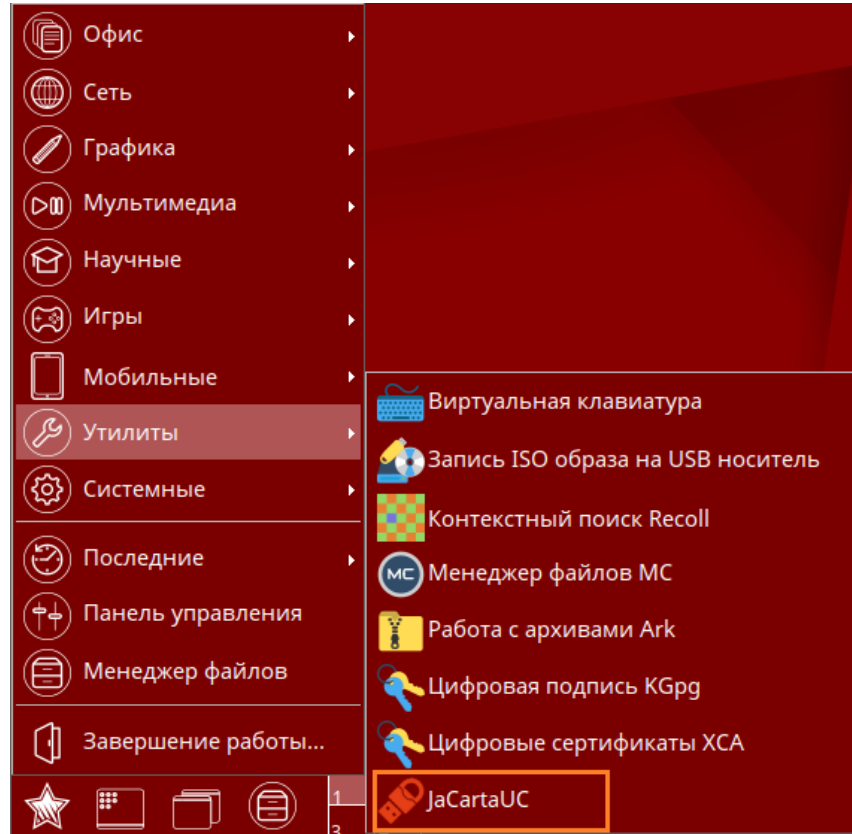 Офис
Сеть
Графика
Мультимедиа
Научные
Игры
Мобильные
Утилиты
Системные
Последние
Панель управления
Менеджер файлов
Завершение работы...
Виртуальная клавиатура
Запись ISO образа на USB носитель
Контекстный поиск Recoll
MC Менеджер файлов MC
Работа с архивами Ark
Цифровая подпись KGpg
Цифровые сертификаты XCA
JaCartaUC
1
3